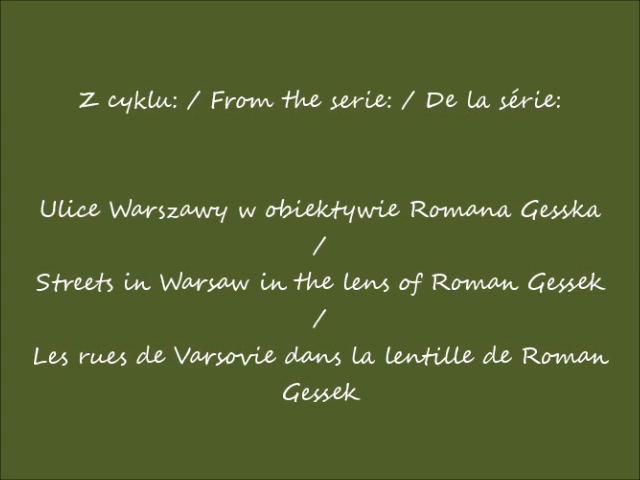 Z cyklu: / From the serie: / De la série:
Ulice Warszawy w obiektywie Romana Gesska
/
Streets in Warsaw in the lens of Roman Gessek
/
Les rues de Varsovie dans la lentille de Roman
Gessek